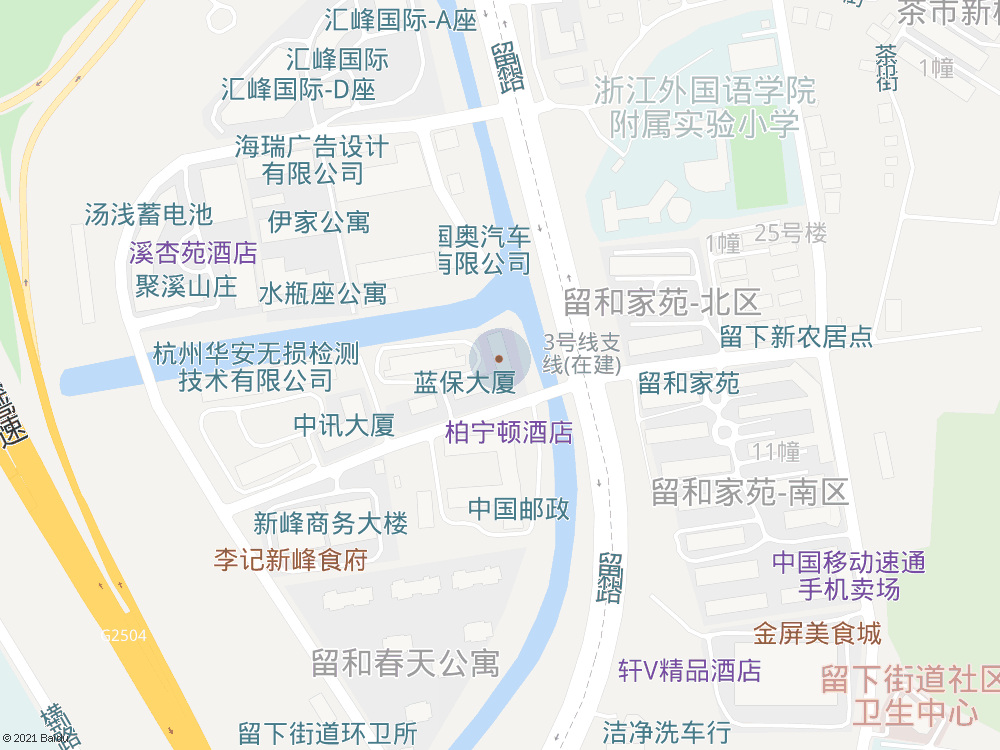 汇峰国际-A座
茶市新村
汇峰国际
汇峰国际-D座
茶市街
1幢
浙江外国语学院
附属实验小学
海瑞广告设计
有限公司
汤浅蓄电池
伊家公寓
溪杏苑酒店
国奥汽车
有限公司
1幢
25号楼
聚溪山庄
水瓶座公寓
留和家苑-北区
3号线支
线(在建)
留下新农居点
杭州华安无损检测
技术有限公司
蓝保大厦
留和家苑
中讯大厦
柏宁顿酒店
11幢
留和家苑-南区
中国邮政
新峰商务大楼
李记新峰食府
留和路
中国移动速通
手机卖场
G2504
金屏美食城
留和春天公寓
轩V精品酒店
留下街道社区
卫生中心
留下街道环卫所
洁净洗车行
© 2021 Baidu